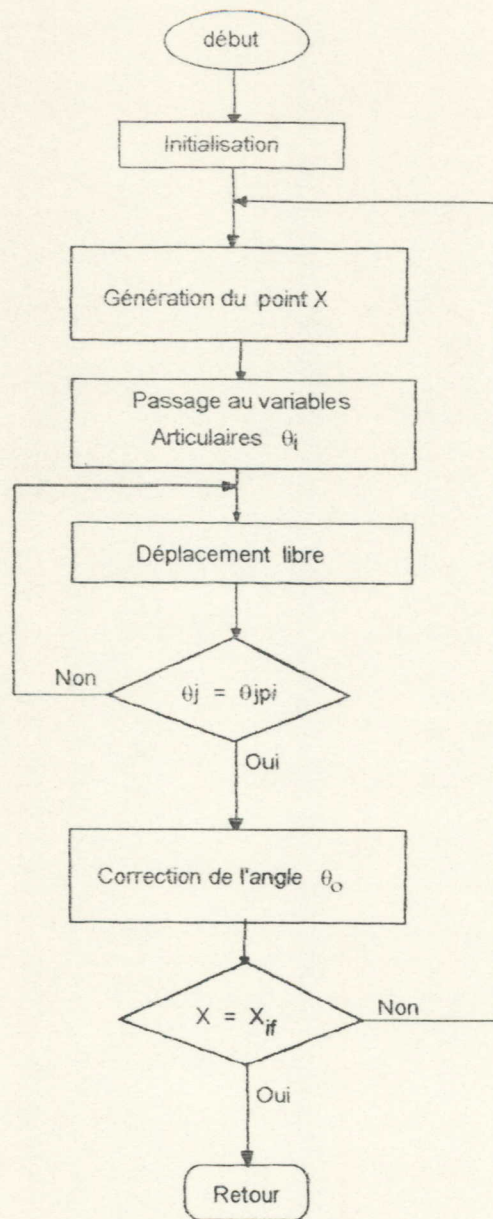 début
Initialisation
Génération du point X
Passage au variables
Articulaires θi
Déplacement libre
Non
θj = θjpi
Oui
Correction de l'angle θo
X = Xif
Non
Oui
Retour